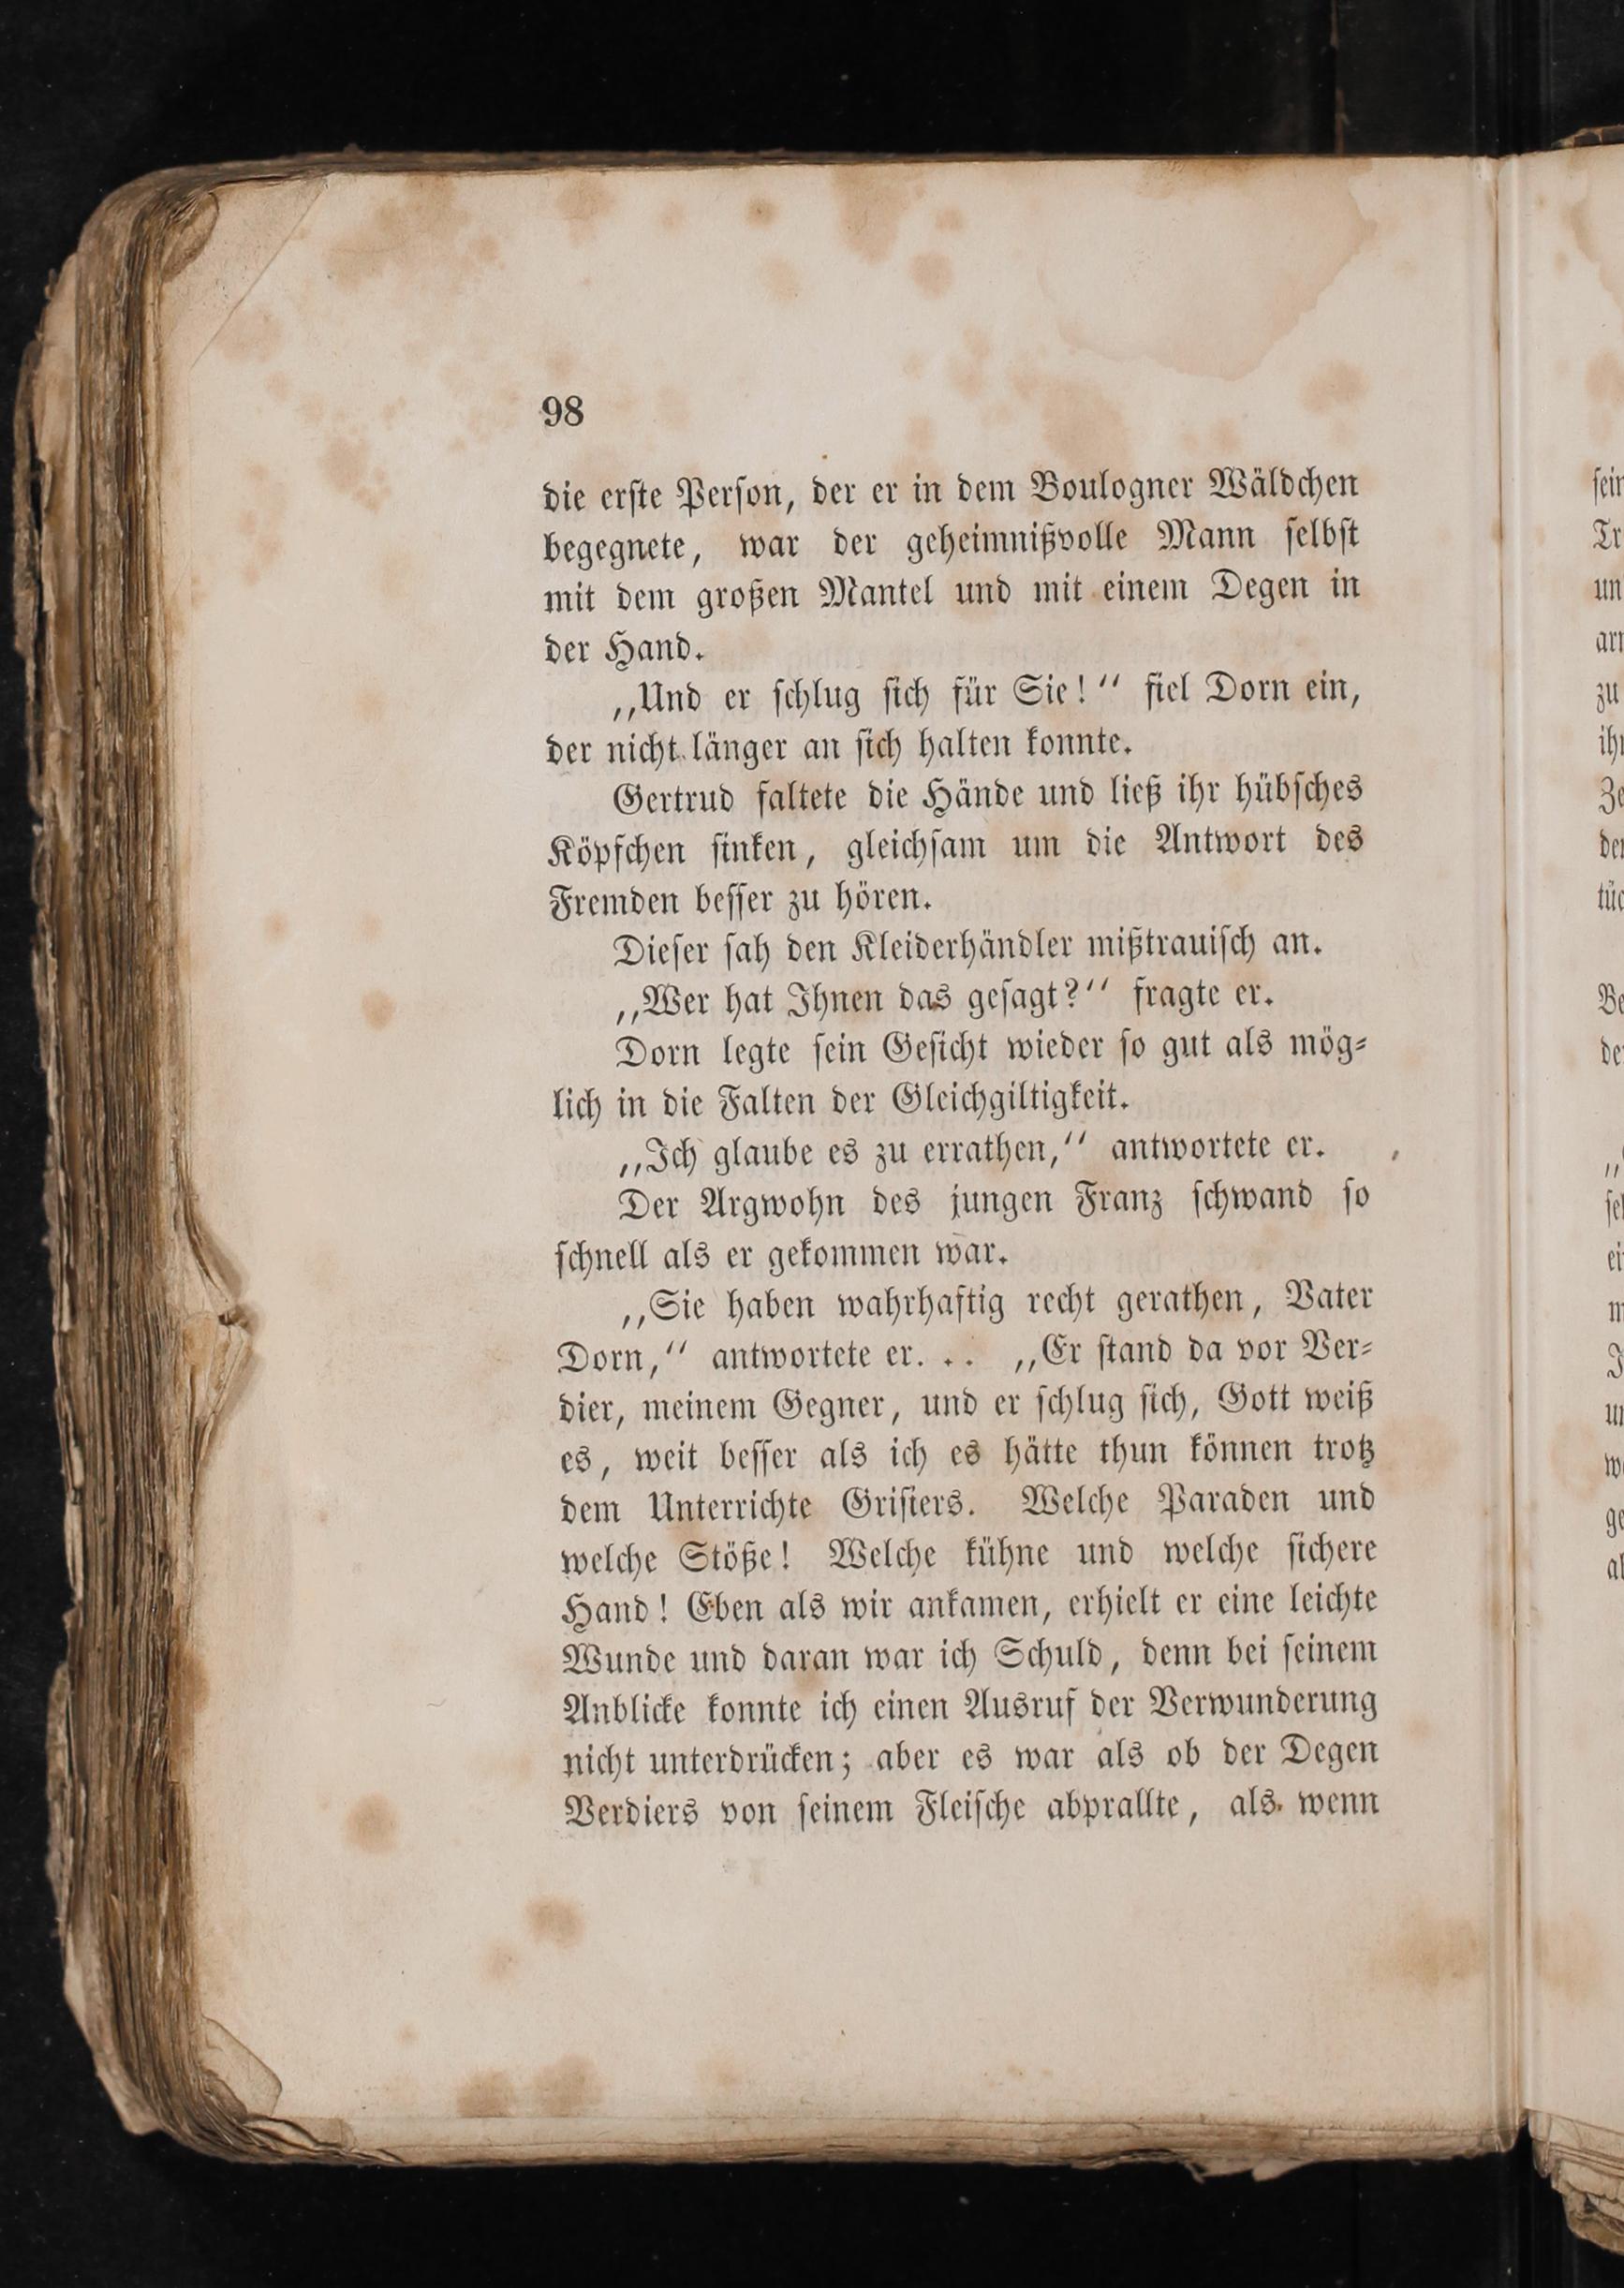 98
die erste Person, der er in dem Boulogner Wäldchen
begegnete, war der geheimnißvolle Mann selbst
mit dem großen Mantel und mit einem Degen in
der Hand.
„Und er schlug sich für Sie!“ fiel Dorn ein,
der nicht länger an sich halten konnte.
Gertrud faltete die Hände und ließ ihr hübsches
Köpfchen sinken, gleichsam um die Antwort des
Fremden besser zu hören.
Dieser sah den Kleiderhändler mißtrauisch an.
„Wer hat Ihnen das gesagt?“ fragte er.
Dorn legte sein Gesicht wieder so gut als mög-
lich in die Falten der Gleichgiltigkeit.
„Ich glaube es zu errathen,“ antwortete er.
Der Argwohn des jungen Franz schwand so
schnell als er gekommen war.
„Sie haben wahrhaftig recht gerathen, Vater
Dorn,“ antwortete er. . . „Er stand da vor Ver-
dier, meinem Gegner, und er schlug sich, Gott weiß
es, weit besser als ich es hätte thun können trotz
dem Unterrichte Grisiers. Welche Paraden und
welche Stöße! Welche kühne und welche sichere
Hand! Eben als wir ankamen, erhielt er eine leichte
Wunde und daran war ich Schuld, denn bei seinem
Anblicke konnte ich einen Ausruf der Verwunderung
nicht unterdrücken; aber es war als ob der Degen
Verdiers von seinem Fleische abprallte, als wenn